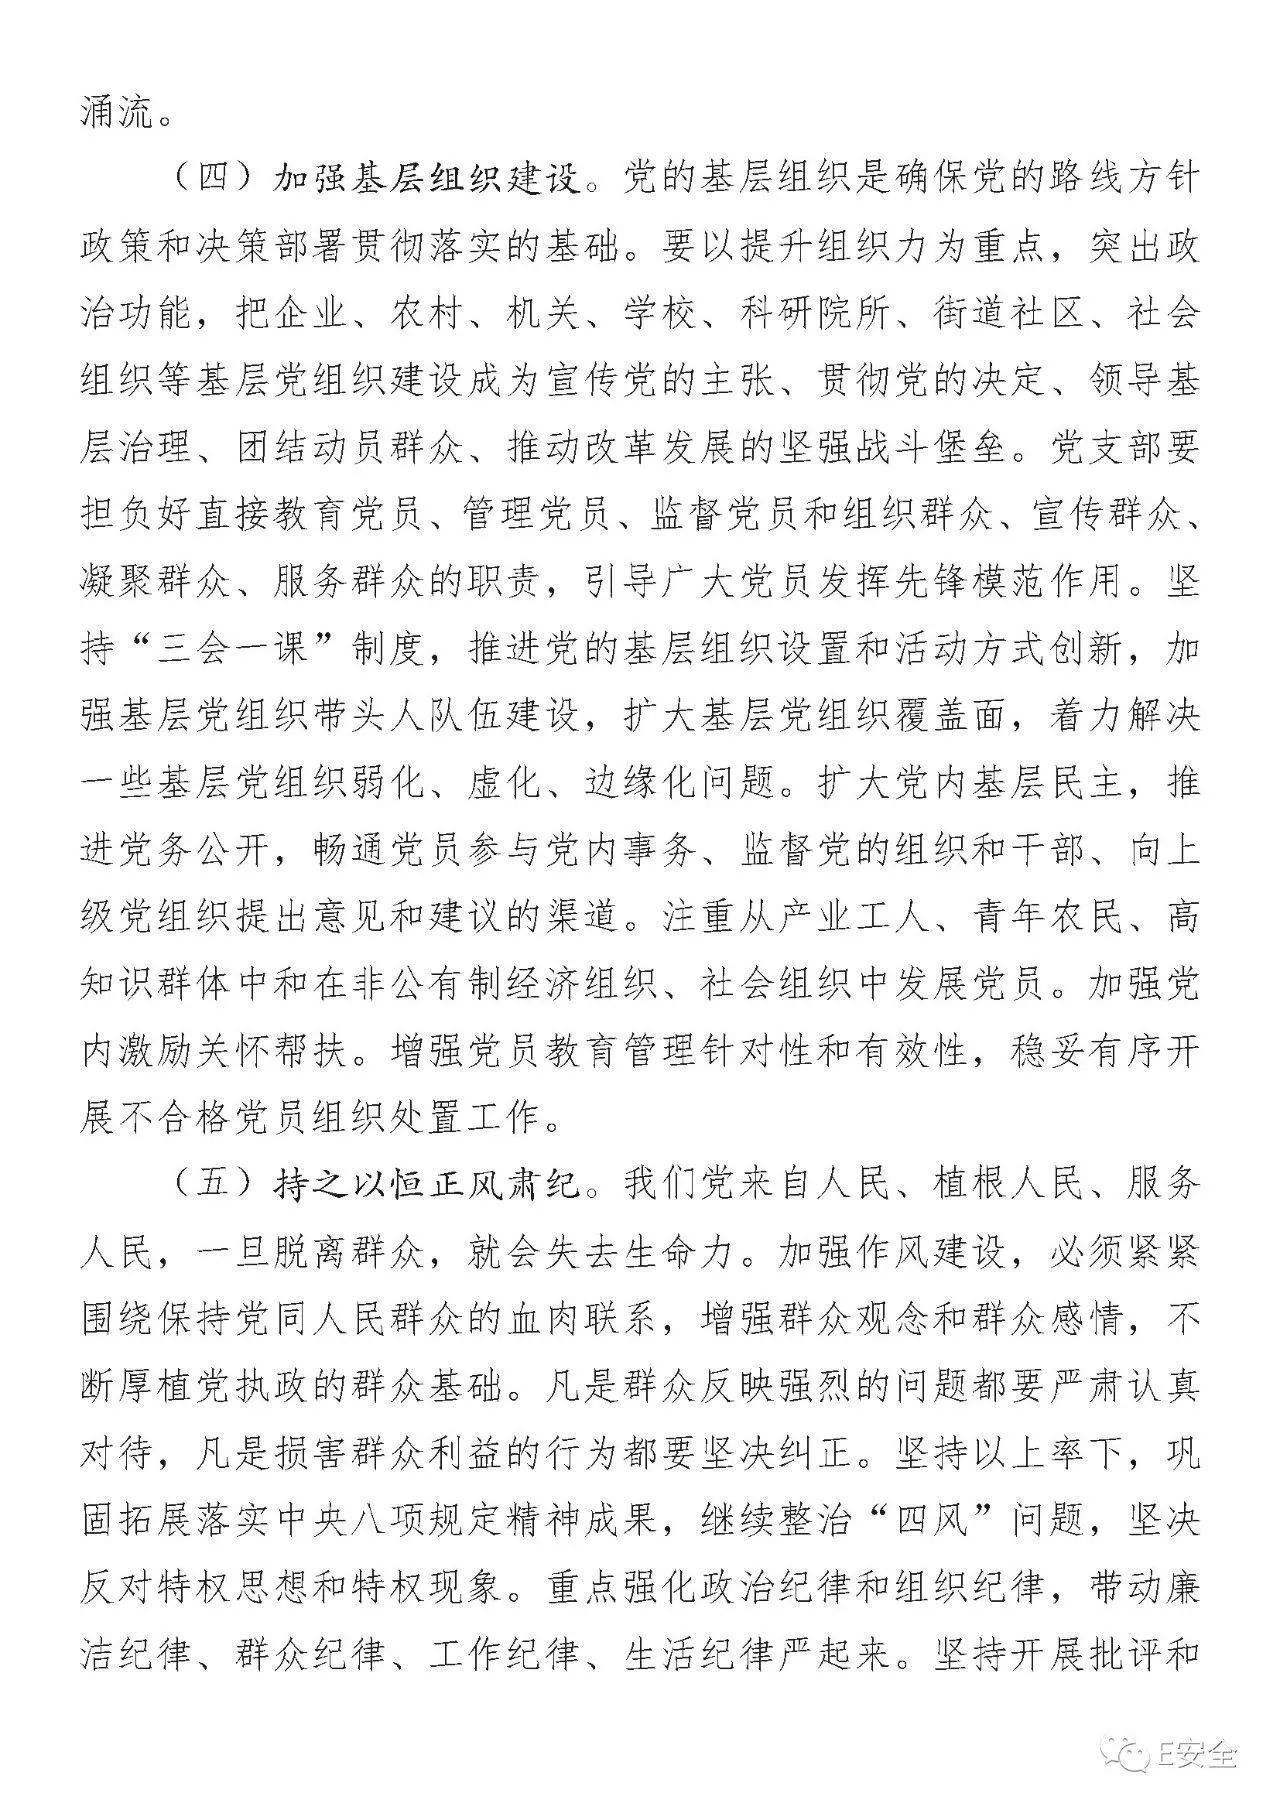 涌流。
（四）加强基层组织建设。党的基层组织是确保党的路线方针
政策和决策部署贯彻落实的基础。要以提升组织力为重点，突出政
治功能，把企业、农村、机关、学校、科研院所、街道社区、社会
组织等基层党组织建设成为宣传党的主张、贯彻党的决定、领导基
层治理、团结动员群众、推动改革发展的坚强战斗堡垒。党支部要
担负好直接教育党员、管理党员、监督党员和组织群众、宣传群众、
凝聚群众、服务群众的职责，引导广大党员发挥先锋模范作用。坚
持“三会一课”制度，推进党的基层组织设置和活动方式创新，加
强基层党组织带头人队伍建设，扩大基层党组织覆盖面，着力解决
一些基层党组织弱化、虚化、边缘化问题。扩大党内基层民主，推
进党务公开，畅通党员参与党内事务、监督党的组织和干部、向上
级党组织提出意见和建议的渠道。注重从产业工人、青年农民、高
知识群体中和在非公有制经济组织、社会组织中发展党员。加强党
内激励关怀帮扶。增强党员教育管理针对性和有效性，稳妥有序开
展不合格党员组织处置工作。
（五）持之以恒正风肃纪。我们党来自人民、植根人民、服务
人民，一旦脱离群众，就会失去生命力。加强作风建设，必须紧紧
围绕保持党同人民群众的血肉联系，增强群众观念和群众感情，不
断厚植党执政的群众基础。凡是群众反映强烈的问题都要严肃认真
对待，凡是损害群众利益的行为都要坚决纠正。坚持以上率下，巩
固拓展落实中央八项规定精神成果，继续整治“四风”问题，坚决
反对特权思想和特权现象。重点强化政治纪律和组织纪律，带动廉
洁纪律、群众纪律、工作纪律、生活纪律严起来。坚持开展批评和
E安全